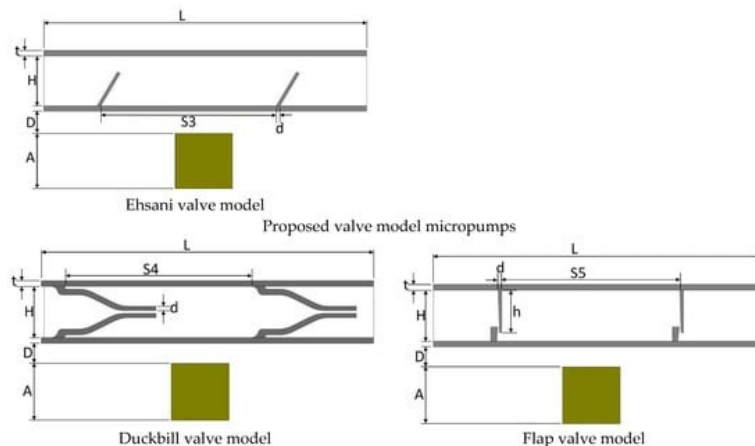 L
t
H
S3
D
d
A
Ehsani valve model
Proposed valve model micropumps
L
S4
t
H
d
D
A
Duckbill valve model
L
d
S5
t
H
h
D
A
Flap valve model